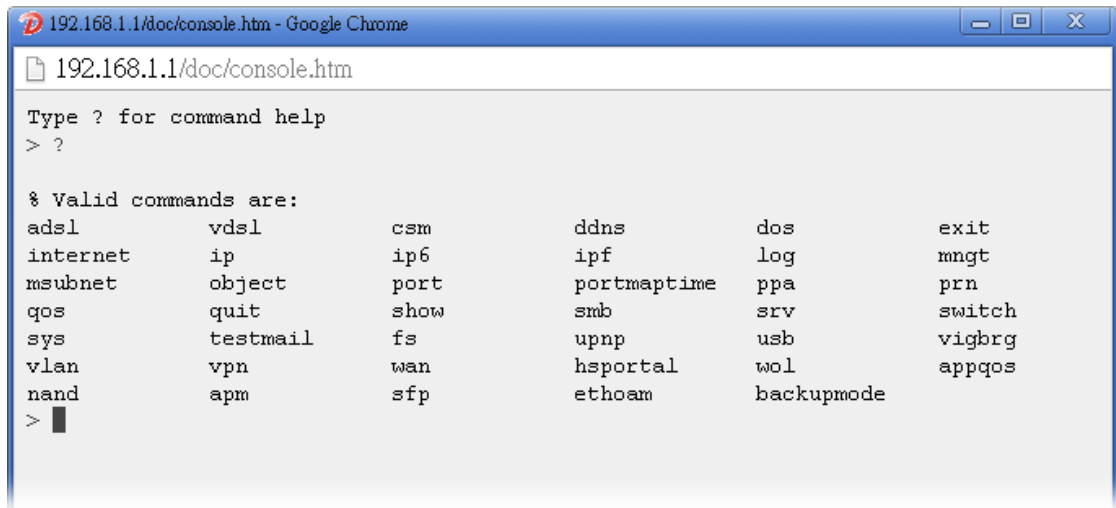 192.168.1.1/doc/console.htm - Google Chrome
192.168.1.1/doc/console.htm
Type ? for command help
> ?
% Valid commands are:
adsl vdsl csm ddns dos exit
internet ip ip6 ipf log mngt
msubnet object port portmaptime ppa prn
qos quit show smb srv switch
sys testmail fs upnp usb vigbrg
vlan vpn wan hsportal wol appqos
nand apm sfp ethoam backupmode
>